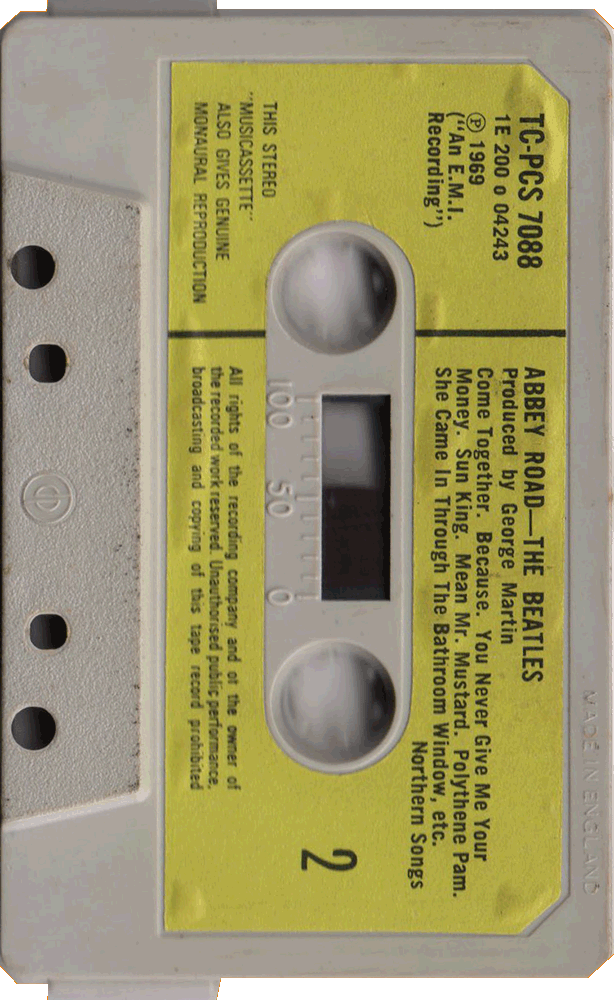 TC-PCS 7088
1E 200 o 04243
℗ 1969
("An E.M.I.
Recording")
ABBEY ROAD—THE BEATLES
Produced by George Martin
Come Together. Because. You Never Give Me Your
Money. Sun King. Mean Mr. Mustard. Polythene Pam.
She Came In Through The Bathroom Window, etc.
Northern Songs
100 50 0
2
THIS STEREO
"MUSICASSETTE"
ALSO GIVES GENUINE
MONAURAL REPRODUCTION
All rights of the recording company and ot the owner of
the recorded work reserved. Unauthorised public performance,
broadcasting and copying of this tape record prohibited
MADE IN ENGLAND